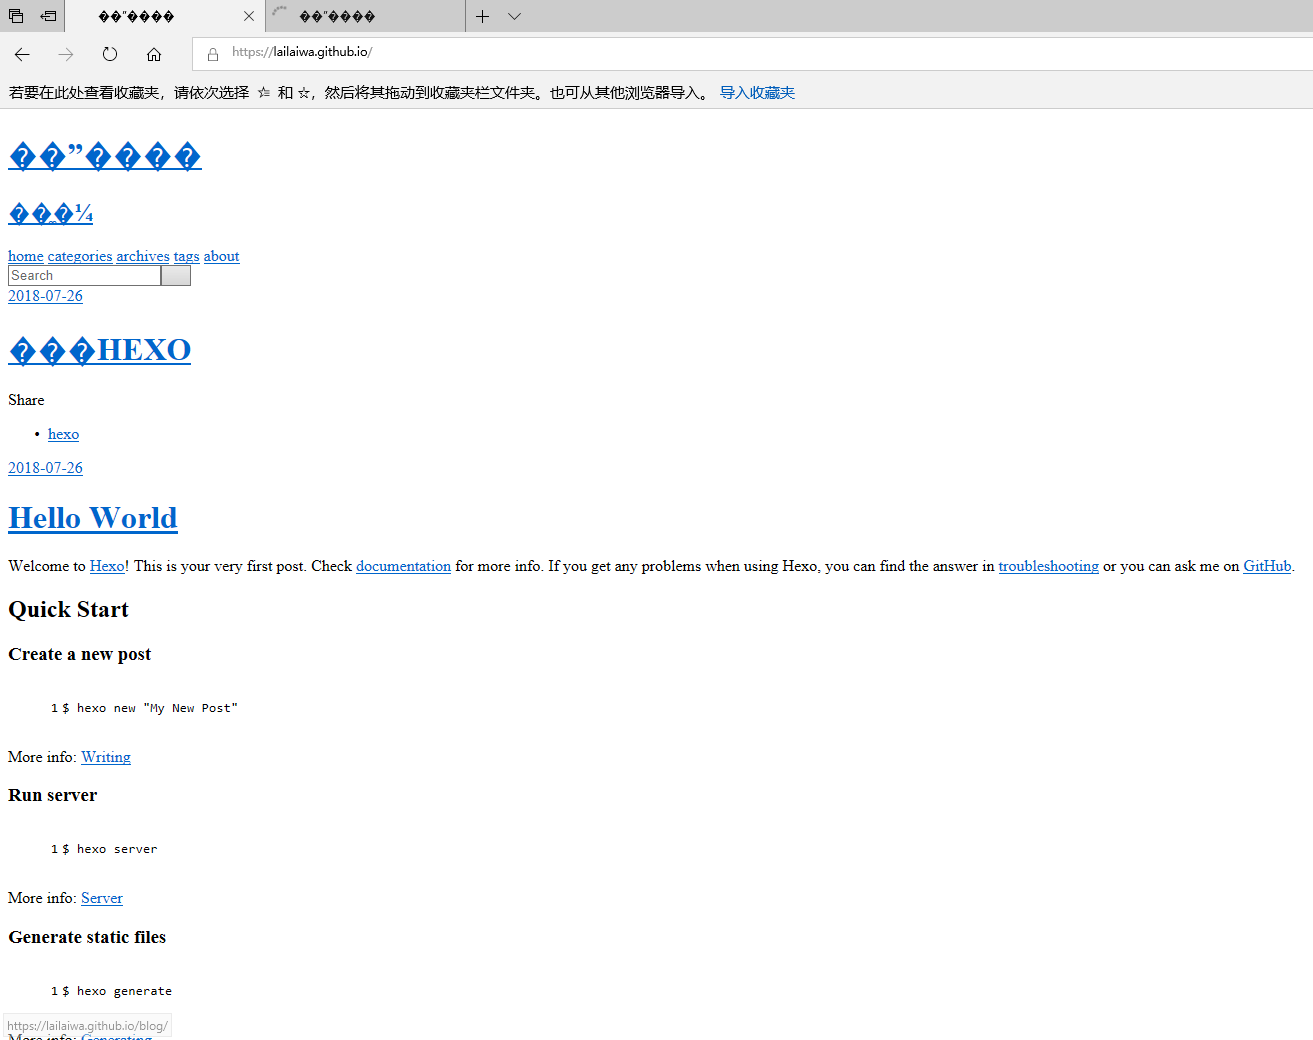 ��”����
��”����
https://lailaiwa.github.io/
若要在此处查看收藏夹，请依次选择 ☆ 和 ☆，然后将其拖动到收藏夹栏文件夹。也可从其他浏览器导入。 导入收藏夹
��”����
���¼
home categories archives tags about
Search
2018-07-26
���HEXO
Share
• hexo
2018-07-26
Hello World
Welcome to Hexo! This is your very first post. Check documentation for more info. If you get any problems when using Hexo, you can find the answer in troubleshooting or you can ask me on GitHub.
Quick Start
Create a new post
1 $ hexo new "My New Post"
More info: Writing
Run server
1 $ hexo server
More info: Server
Generate static files
1 $ hexo generate
https://lailaiwa.github.io/blog/
More info: Generating